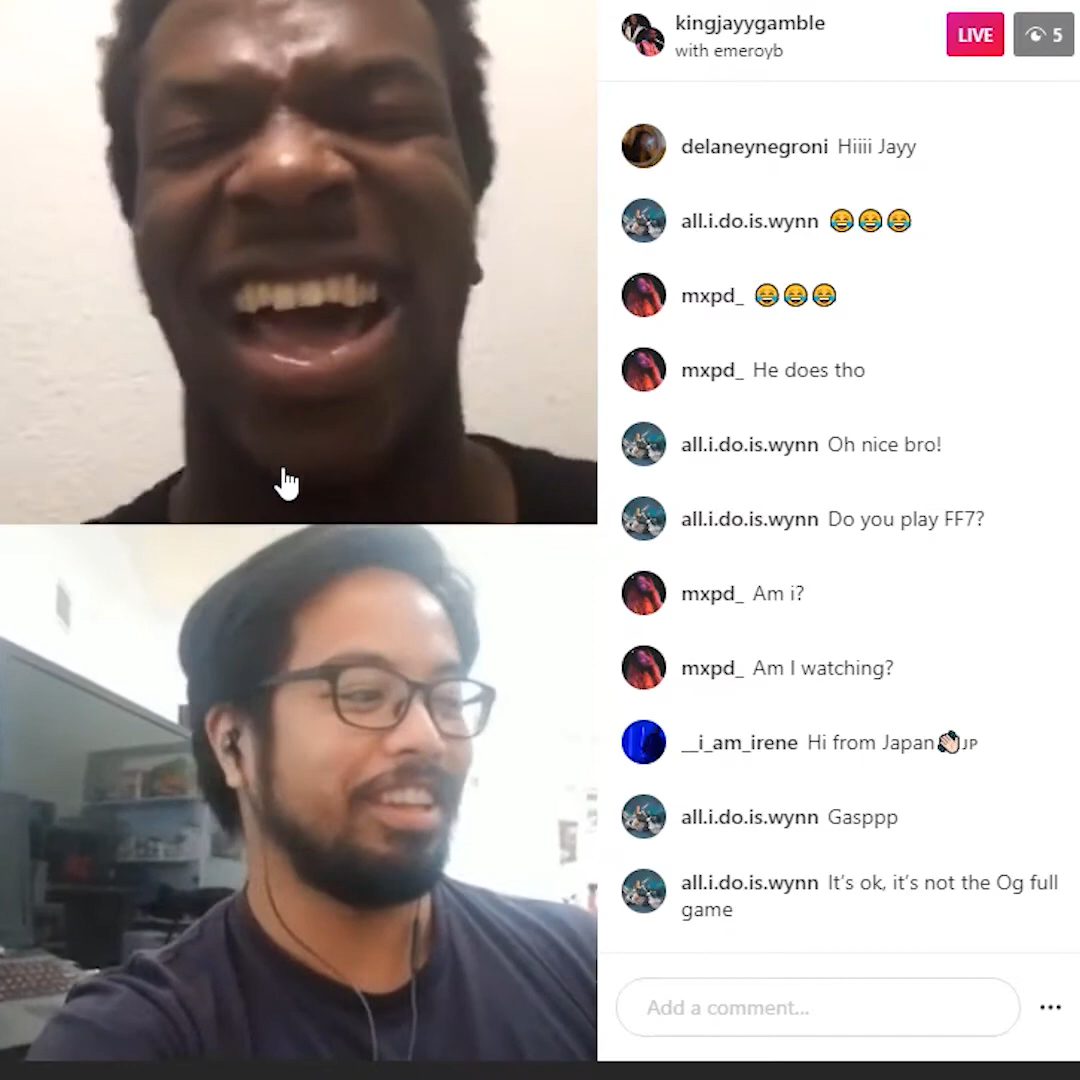 kingjayygamble
with emeroyb
LIVE
5
delaneynegroni Hiiii Jayy
all.i.do.is.wynn 😂😂😂
mxpd_ 😂😂😂
mxpd_ He does tho
all.i.do.is.wynn Oh nice bro!
all.i.do.is.wynn Do you play FF7?
mxpd_ Am i?
mxpd_ Am I watching?
__i_am_irene Hi from Japan👏🏻JP
all.i.do.is.wynn Gasppp
all.i.do.is.wynn It's ok, it's not the Og full
game
Add a comment...